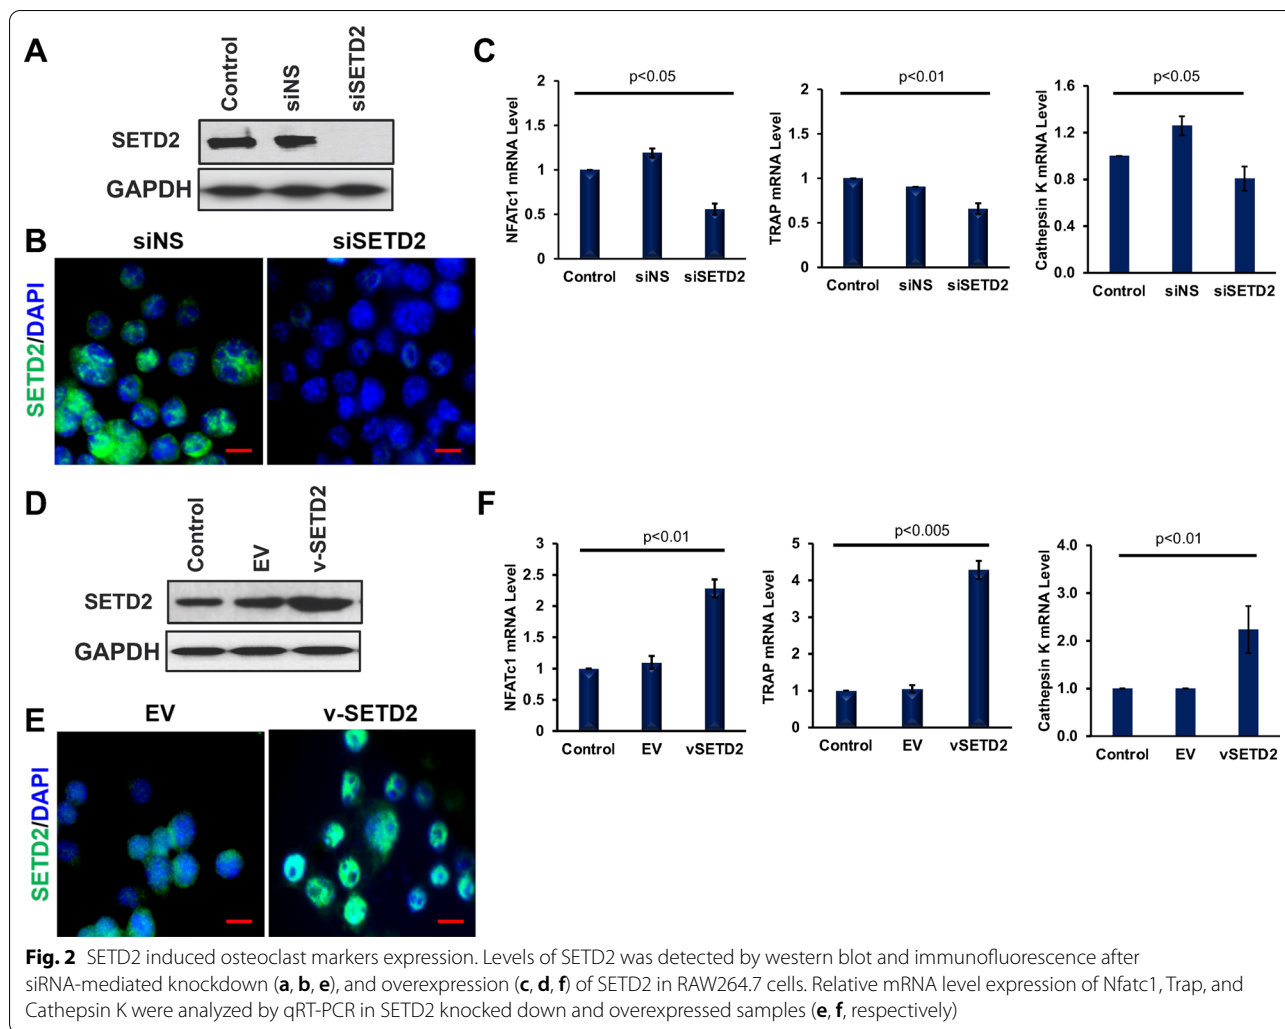 A
Control
siNS
siSETD2
SETD2
GAPDH
B
siNS
siSETD2
SETD2/DAPI
C
p<0.05
NFATc1 mRNA Level
2
1.5
1
0.5
0
Control siNS siSETD2
p<0.01
TRAP mRNA Level
2
1.5
1
0.5
0
Control siNS siSETD2
p<0.05
Cathepsin K mRNA Level
1.6
1.2
0.8
0.4
0.0
Control siNS siSETD2
D
Control
EV
v-SETD2
SETD2
GAPDH
E
EV
v-SETD2
SETD2/DAPI
F
p<0.01
NFATc1 mRNA Level
3
2.5
2
1.5
1
0.5
0
Control EV vSETD2
p<0.005
TRAP mRNA Level
5
4
3
2
1
0
Control EV vSETD2
p<0.01
Cathepsin K mRNA Level
4.0
3.0
2.0
1.0
0.0
Control EV vSETD2
Fig. 2 SETD2 induced osteoclast markers expression. Levels of SETD2 was detected by western blot and immunofluorescence after
siRNA-mediated knockdown (a, b, e), and overexpression (c, d, f) of SETD2 in RAW264.7 cells. Relative mRNA level expression of Nfatc1, Trap, and
Cathepsin K were analyzed by qRT-PCR in SETD2 knocked down and overexpressed samples (e, f, respectively)